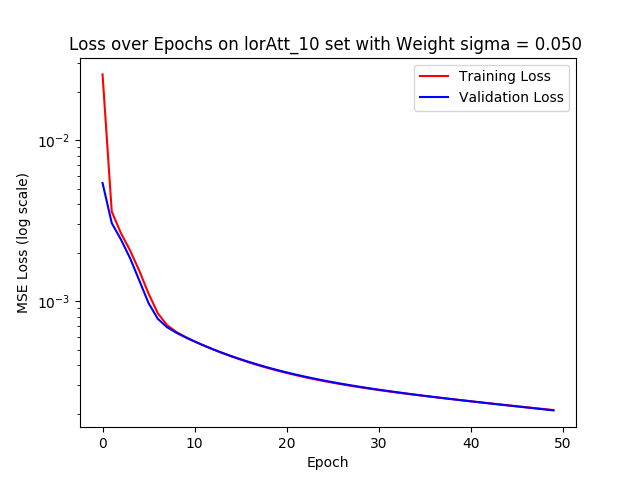 Loss over Epochs on lorAtt_10 set with Weight sigma = 0.050
Training Loss
Validation Loss
10⁻²
10⁻³
MSE Loss (log scale)
0 10 20 30 40 50
Epoch